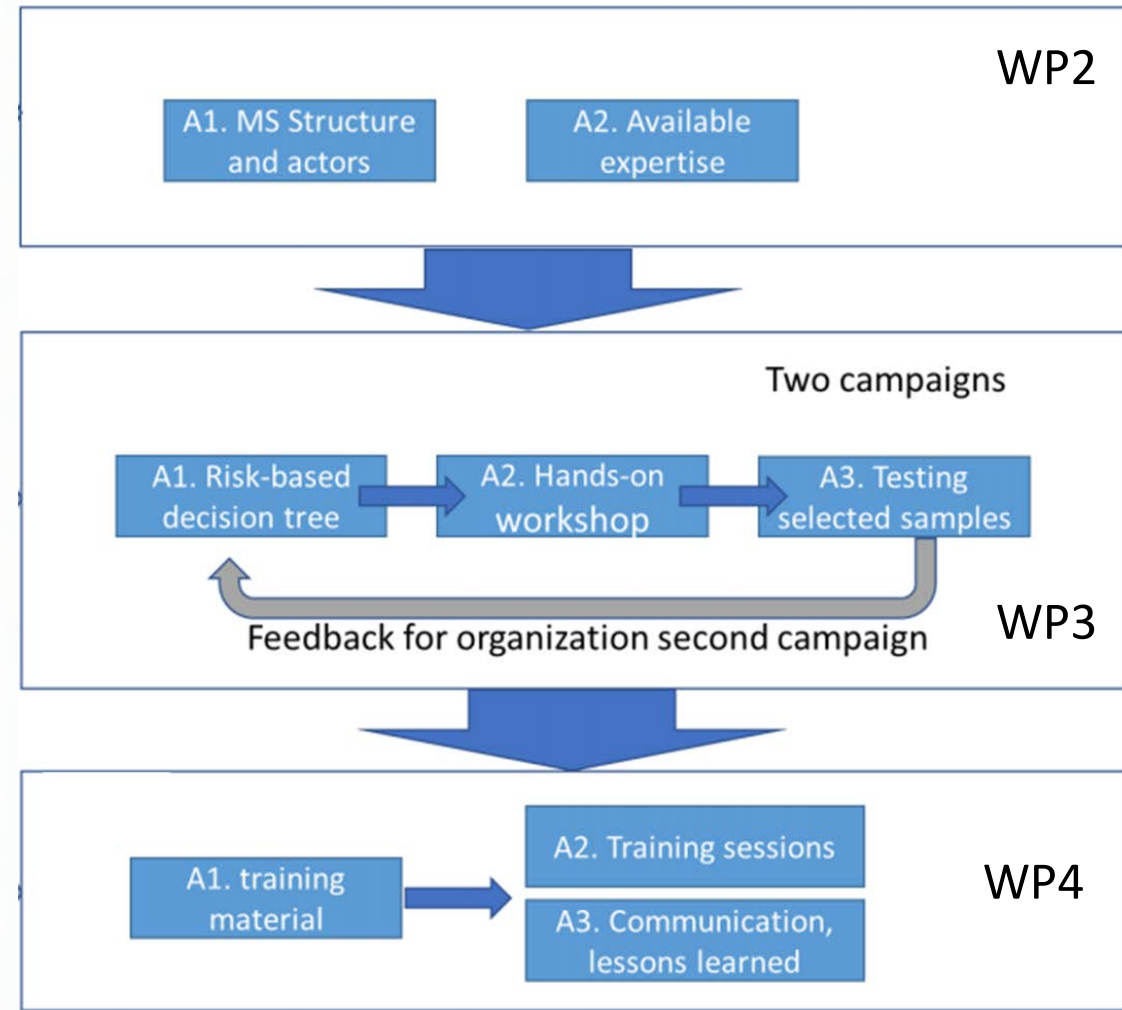 WP2
A1. MS Structure
and actors
A2. Available
expertise
Two campaigns
A1. Risk-based
decision tree
A2. Hands-on
workshop
A3. Testing
selected samples
Feedback for organization second campaign
WP3
A1. training
material
A2. Training sessions
A3. Communication,
lessons learned
WP4